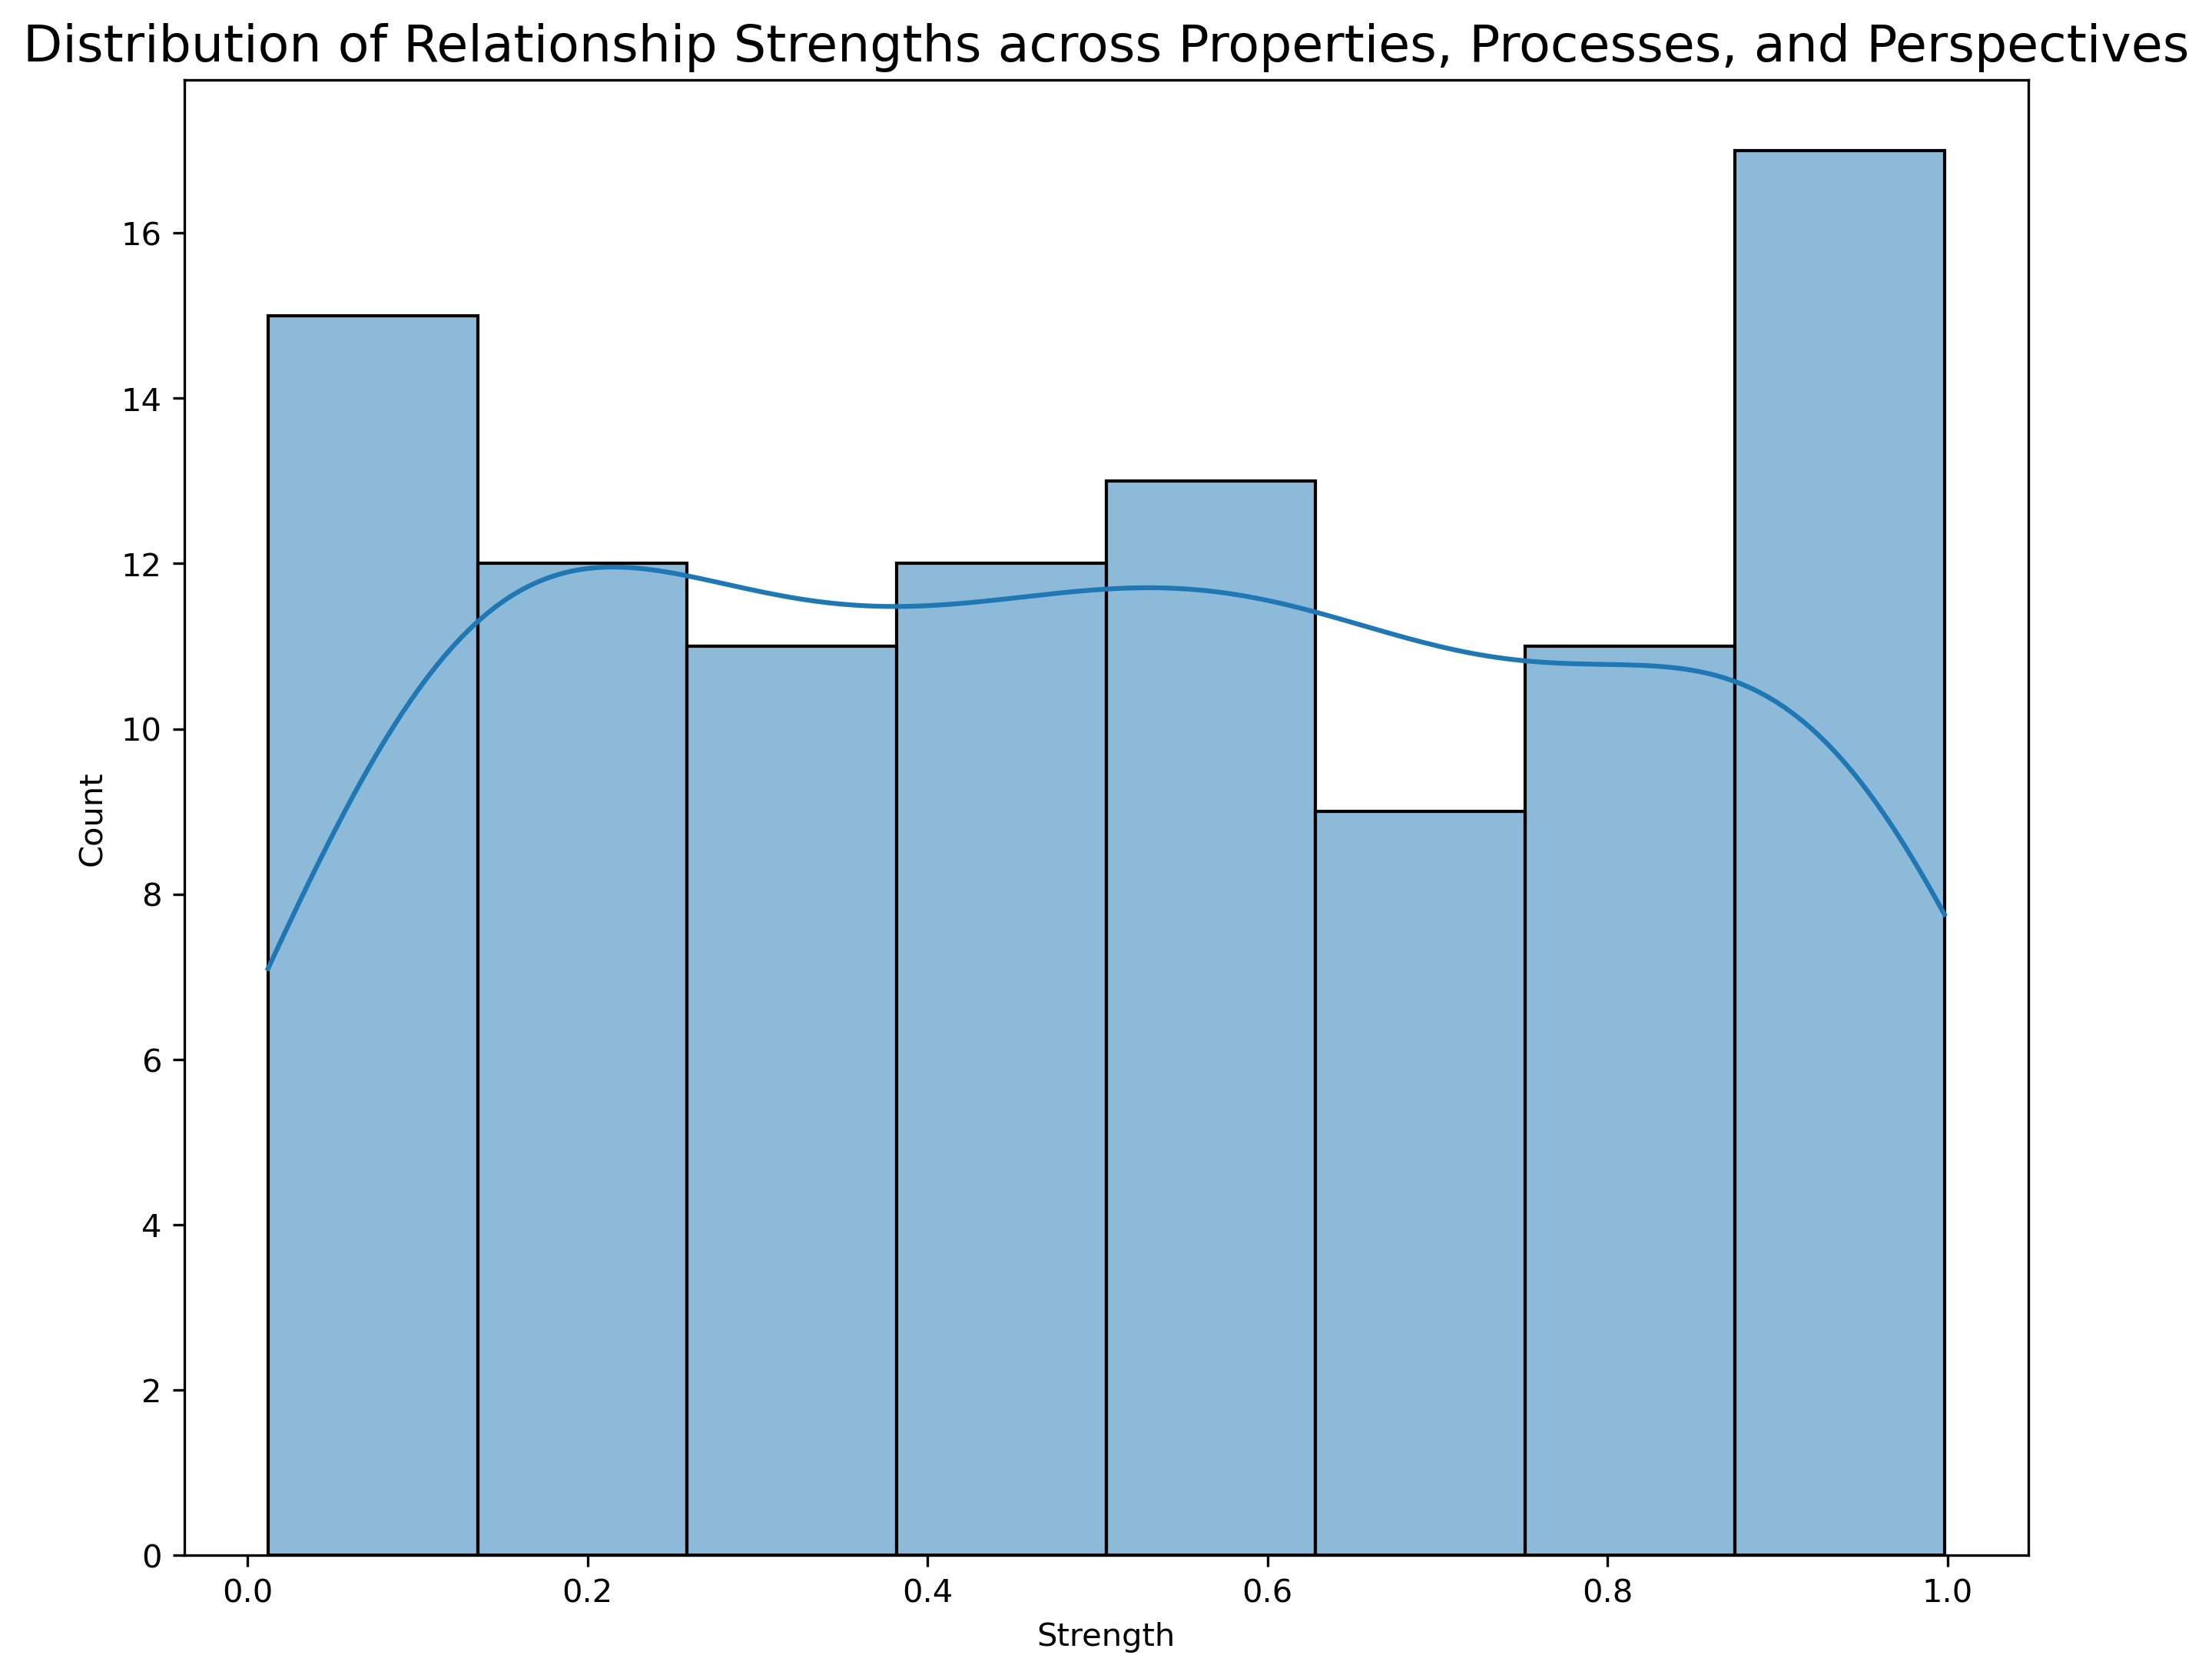 Distribution of Relationship Strengths across Properties, Processes, and Perspectives
16
14
12
10
8
6
4
2
0
Count
0.0 0.2 0.4 0.6 0.8 1.0
Strength